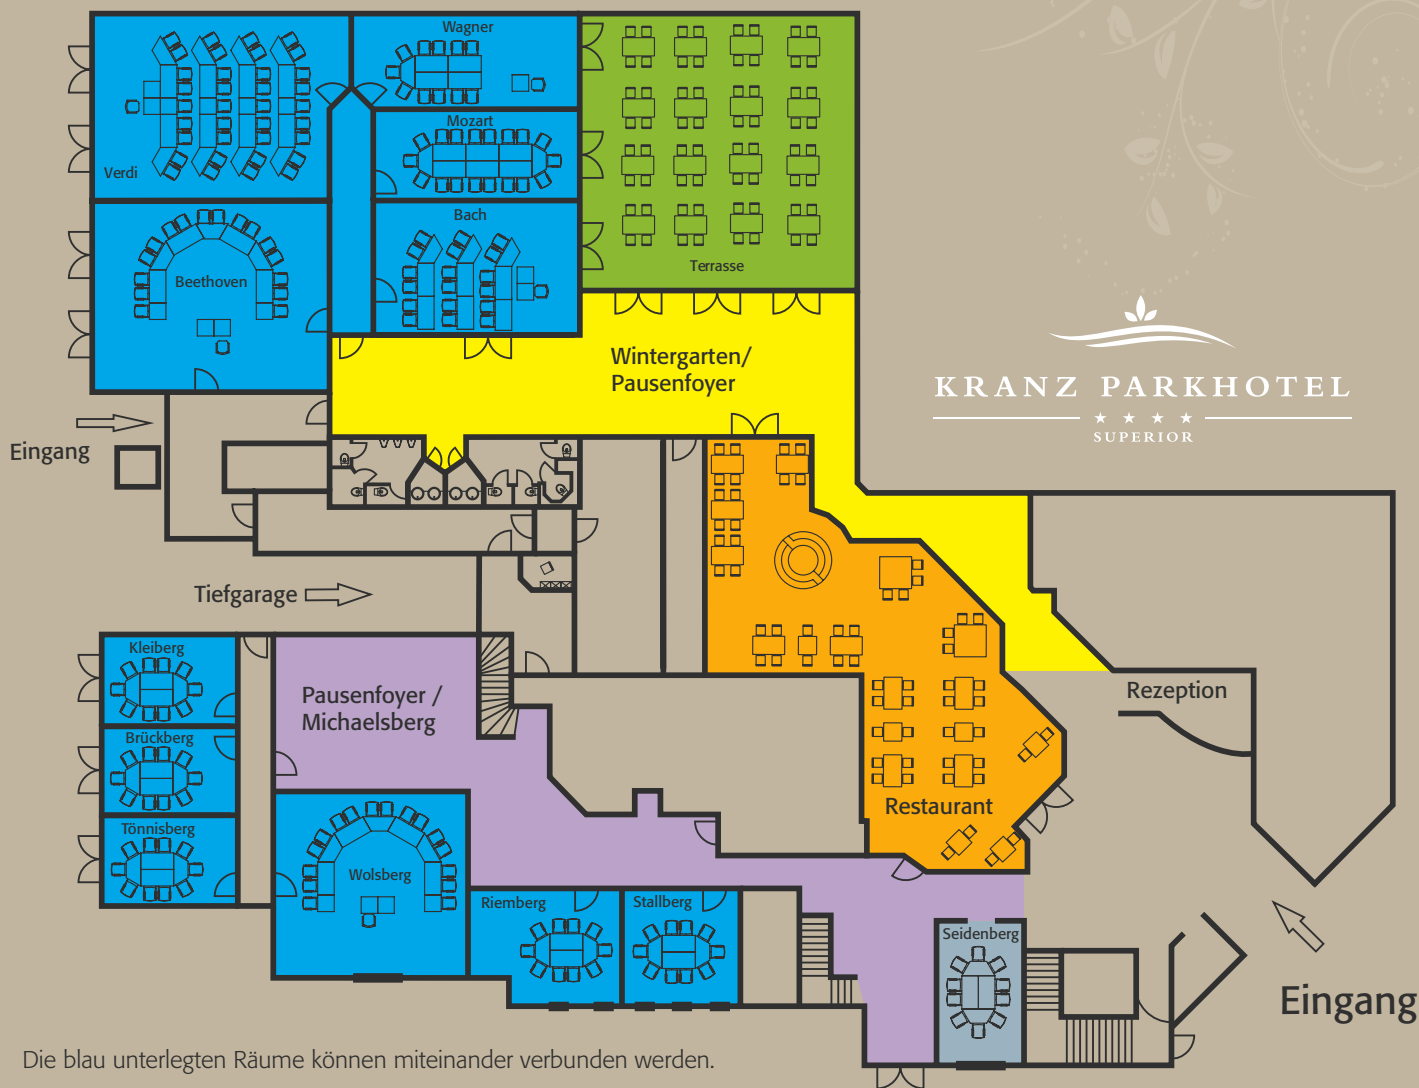 Wagner
Mozart
Verdi
Bach
Beethoven
Terrasse
Wintergarten/
Pausenfoyer
KRANZ PARKHOTEL
★ ★ ★ ★
SUPERIOR
Eingang
Tiefgarage
Kleiberg
Brückberg
Tönnisberg
Pausenfoyer /
Michaelsberg
Rezeption
Restaurant
Wolsberg
Riemberg
Stallberg
Seidenberg
Eingang
Die blau unterlegten Räume können miteinander verbunden werden.